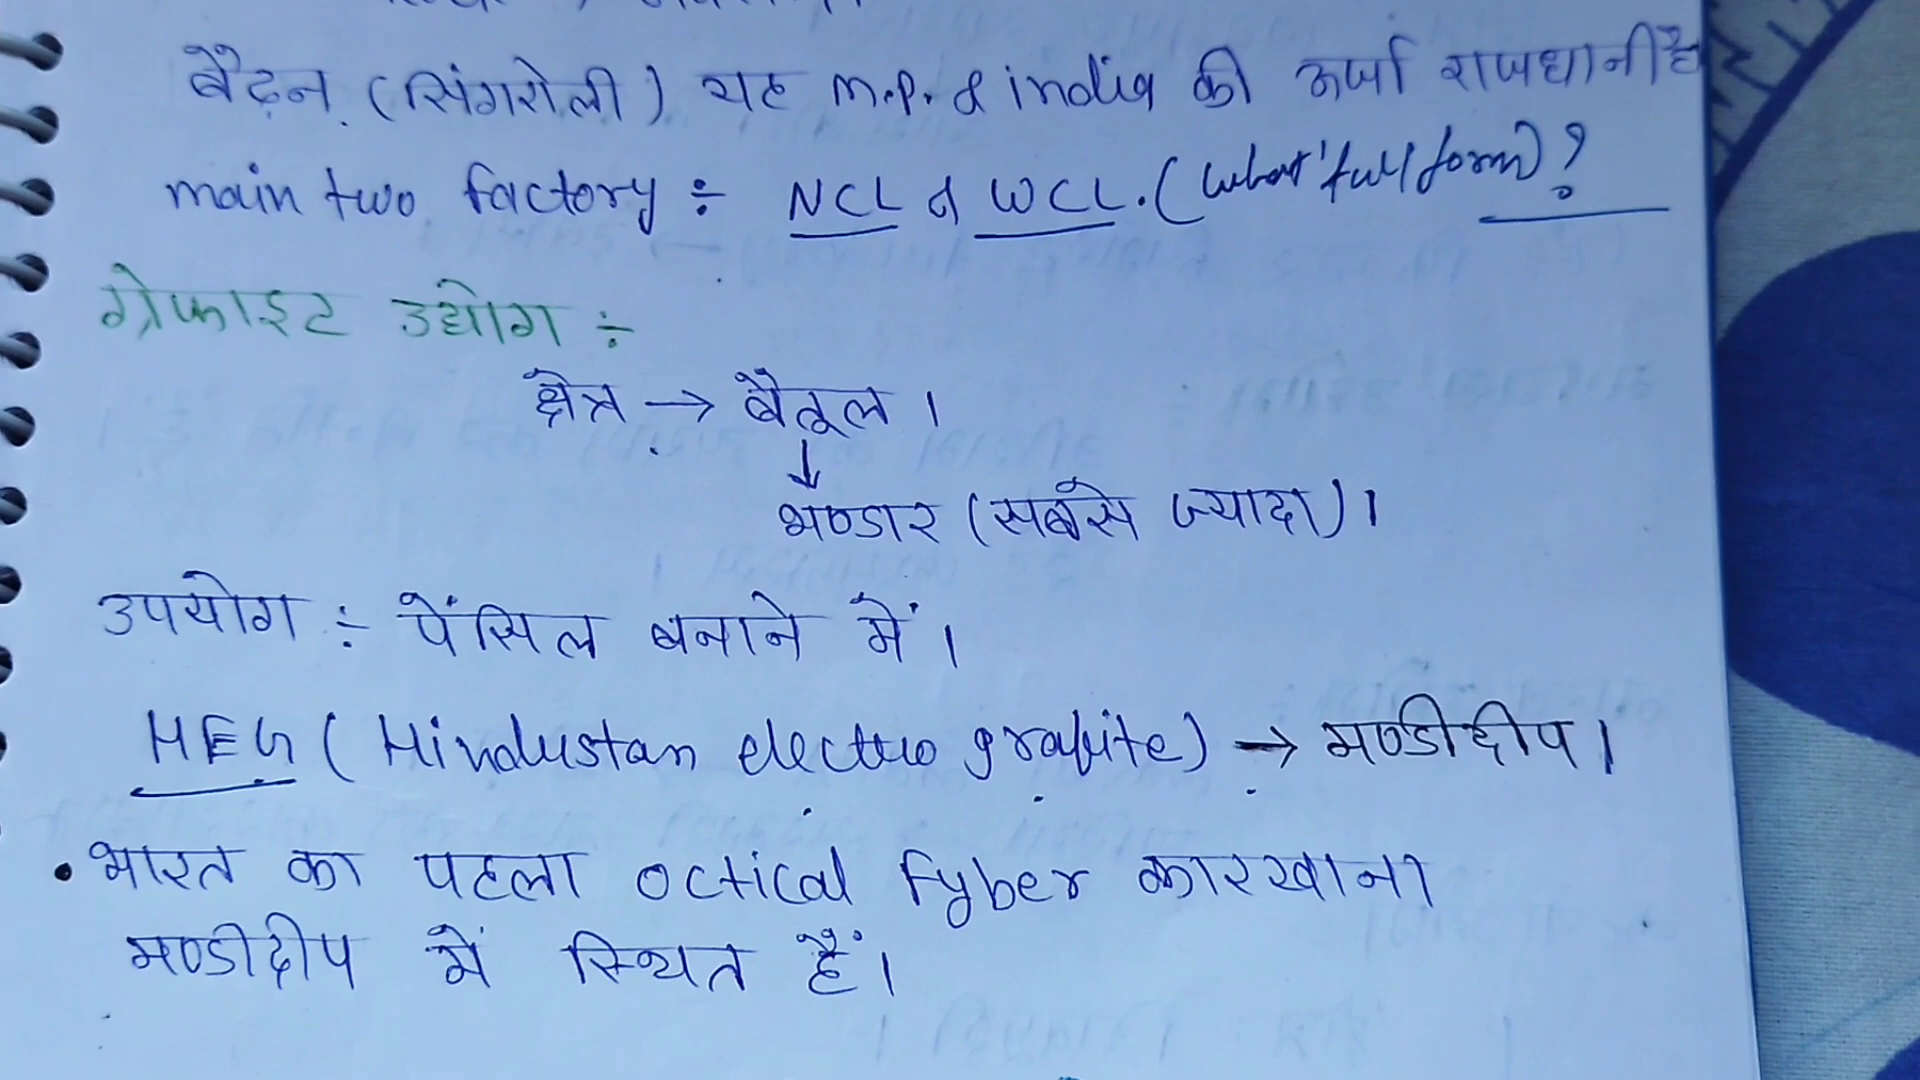 बैढ़न (सिंगरोली) यह m.p. & india की ऊर्जा राजधानी है
main two factory ÷ NCL व WCL. (what' full form) ?
ग्रेफाइट उद्योग ÷
क्षेत्र → बैतूल ।
↓
भण्डार (सबसे ज्यादा) ।
उपयोग ÷ पेंसिल बनाने में ।
HEG ( Hindustan electro grafite) → मण्डीदीप ।
• भारत का पहला octical fyber कारखाना
मण्डीदीप में स्थित हैं ।